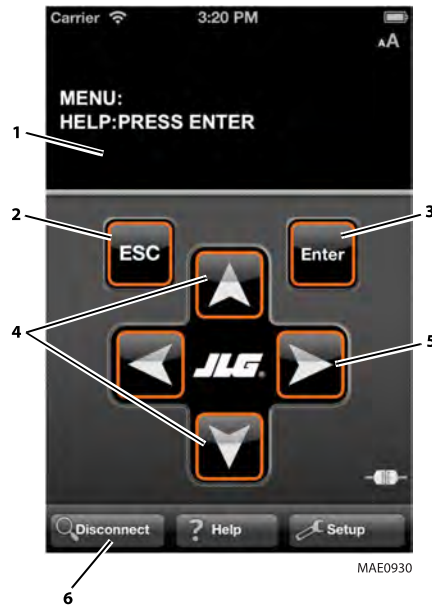 Carrier 3:20 PM
AA
MENU:
HELP:PRESS ENTER
1
2
3
ESC
Enter
4
JLG
5
Disconnect ? Help Setup
MAE0930
6